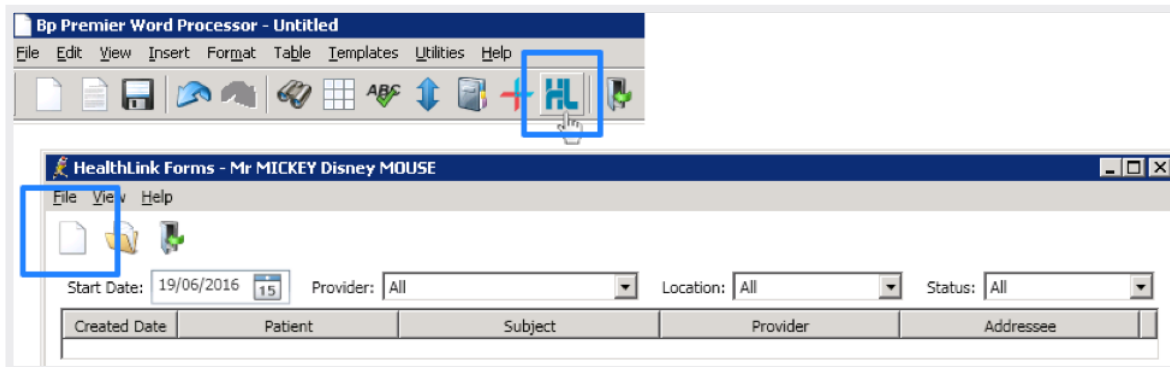 Bp Premier Word Processor - Untitled
File Edit View Insert Format Table Templates Utilities Help
ABC HL
HealthLink Forms - Mr MICKEY Disney MOUSE
File View Help
Start Date: 19/06/2016 15 Provider: All Location: All Status: All
Created Date Patient Subject Provider Addressee